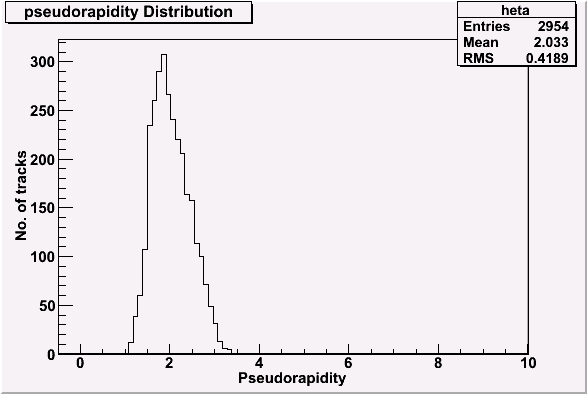 pseudorapidity Distribution
heta
Entries 2954
Mean 2.033
RMS 0.4189
No. of tracks
300
250
200
150
100
50
0
0 2 4 6 8 10
Pseudorapidity